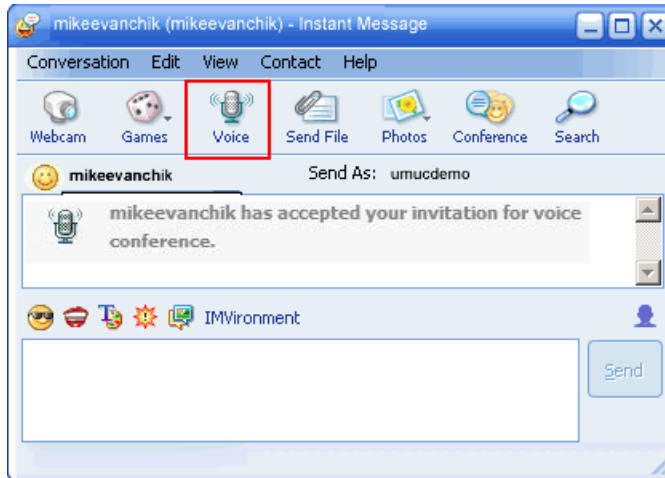 mikeevanchik (mikeevanchik) - Instant Message
Conversation Edit View Contact Help
Webcam Games Voice Send File Photos Conference Search
mikeevanchik Send As: umucdemo
mikeevanchik has accepted your invitation for voice
conference.
IMVironment
Send